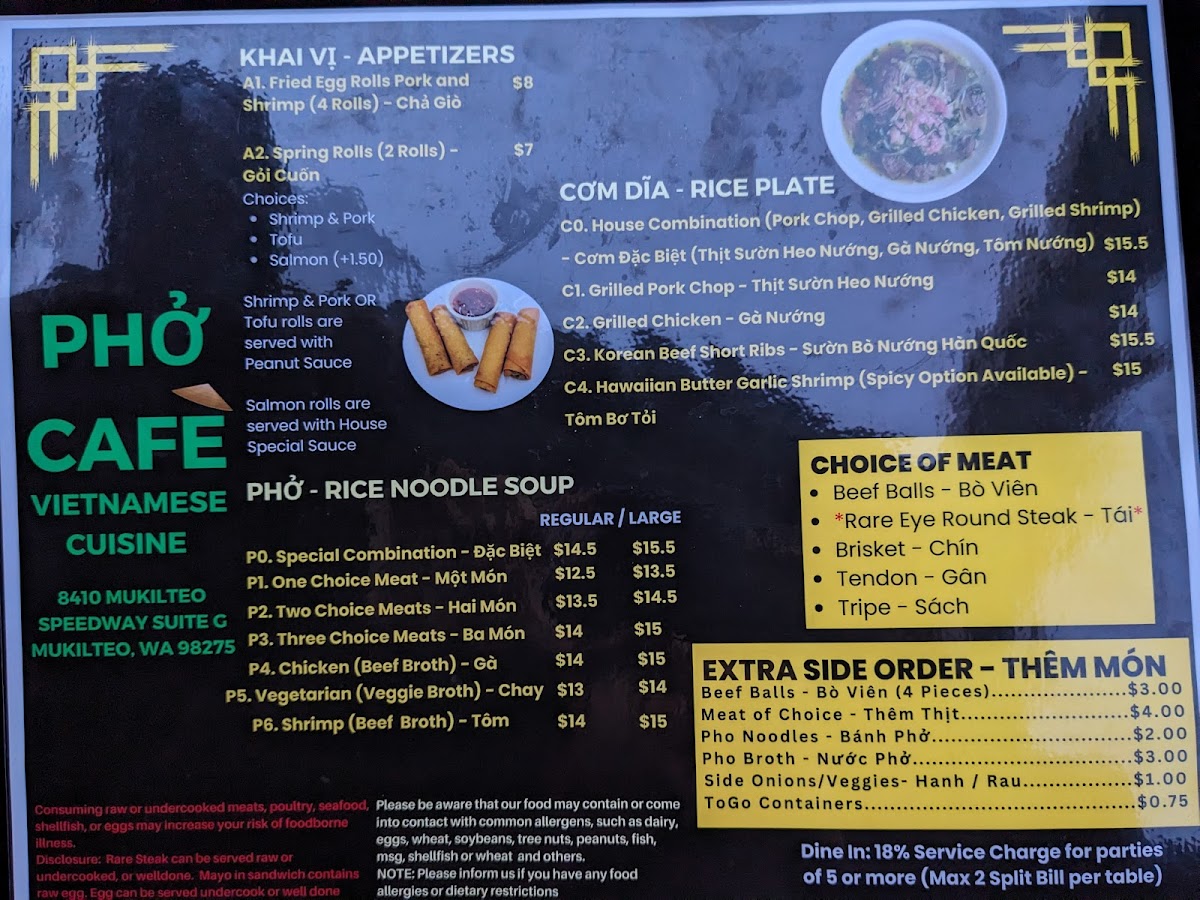 KHAI VỊ - APPETIZERS
A1. Fried Egg Rolls Pork and $8
Shrimp (4 Rolls) - Chả Giò
A2. Spring Rolls (2 Rolls) - $7
Gỏi Cuốn
Choices:
• Shrimp & Pork
• Tofu
• Salmon (+1.50)
Shrimp & Pork OR
Tofu rolls are
served with
Peanut Sauce
Salmon rolls are
served with House
Special Sauce
CƠM DĨA - RICE PLATE
C0. House Combination (Pork Chop, Grilled Chicken, Grilled Shrimp)
- Cơm Đặc Biệt (Thịt Sườn Heo Nướng, Gà Nướng, Tôm Nướng) $15.5
C1. Grilled Pork Chop - Thịt Sườn Heo Nướng $14
C2. Grilled Chicken - Gà Nướng $14
C3. Korean Beef Short Ribs - Sườn Bò Nướng Hàn Quốc $15.5
C4. Hawaiian Butter Garlic Shrimp (Spicy Option Available) - $15
Tôm Bơ Tỏi
PHỞ
CAFE
VIETNAMESE
CUISINE
8410 MUKILTEO
SPEEDWAY SUITE G
MUKILTEO, WA 98275
PHỞ - RICE NOODLE SOUP
REGULAR / LARGE
P0. Special Combination - Đặc Biệt $14.5 $15.5
P1. One Choice Meat - Một Món $12.5 $13.5
P2. Two Choice Meats - Hai Món $13.5 $14.5
P3. Three Choice Meats - Ba Món $14 $15
P4. Chicken (Beef Broth) - Gà $14 $15
P5. Vegetarian (Veggie Broth) - Chay $13 $14
P6. Shrimp (Beef Broth) - Tôm $14 $15
CHOICE OF MEAT
• Beef Balls - Bò Viên
• *Rare Eye Round Steak - Tái*
• Brisket - Chín
• Tendon - Gân
• Tripe - Sách
EXTRA SIDE ORDER - THÊM MÓN
Beef Balls - Bò Viên (4 Pieces)......................$3.00
Meat of Choice - Thêm Thịt............................$4.00
Pho Noodles - Bánh Phở.................................$2.00
Pho Broth - Nước Phở....................................$3.00
Side Onions/Veggies- Hanh / Rau..................$1.00
ToGo Containers............................................$0.75
Consuming raw or undercooked meats, poultry, seafood,
shellfish, or eggs may increase your risk of foodborne
illness.
Disclosure: Rare Steak can be served raw or
undercooked, or welldone. Mayo in sandwich contains
raw egg. Egg can be served undercook or well done
Please be aware that our food may contain or come
into contact with common allergens, such as dairy,
eggs, wheat, soybeans, tree nuts, peanuts, fish,
msg, shellfish or wheat and others.
NOTE: Please inform us if you have any food
allergies or dietary restrictions
Dine In: 18% Service Charge for parties
of 5 or more (Max 2 Split Bill per table)